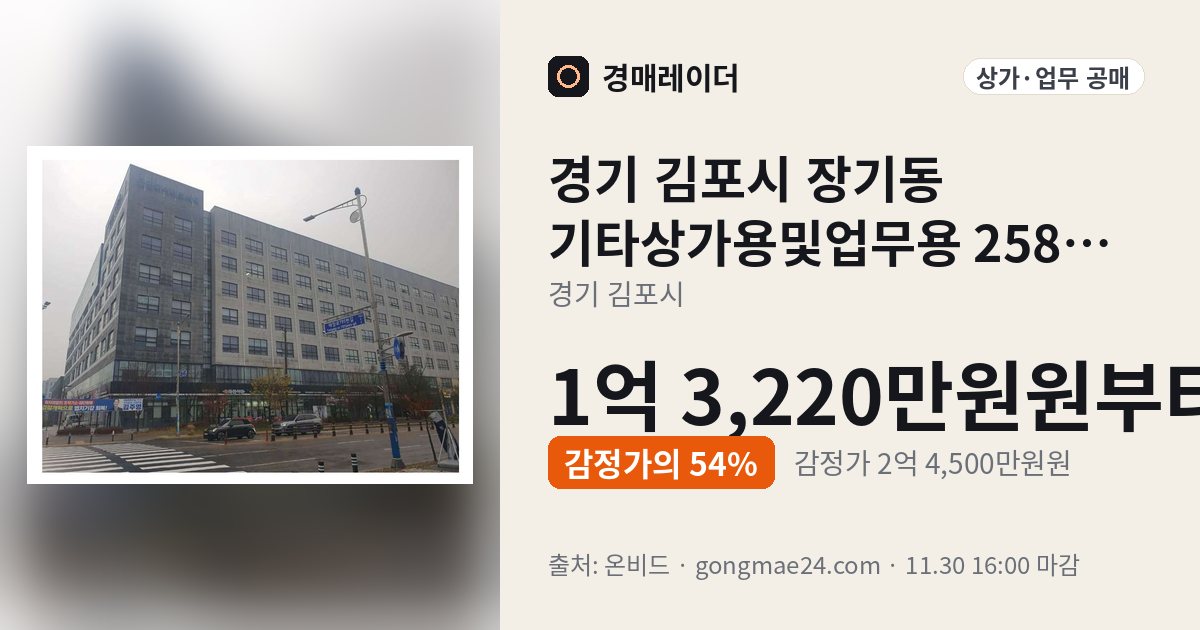 경매레이더
상가·업무 공매
경기 김포시 장기동
기타상가용및업무용 258…
경기 김포시
1억 3,220만원원부터
감정가의 54%
감정가 2억 4,500만원원
출처: 온비드 · gongmae24.com · 11.30 16:00 마감